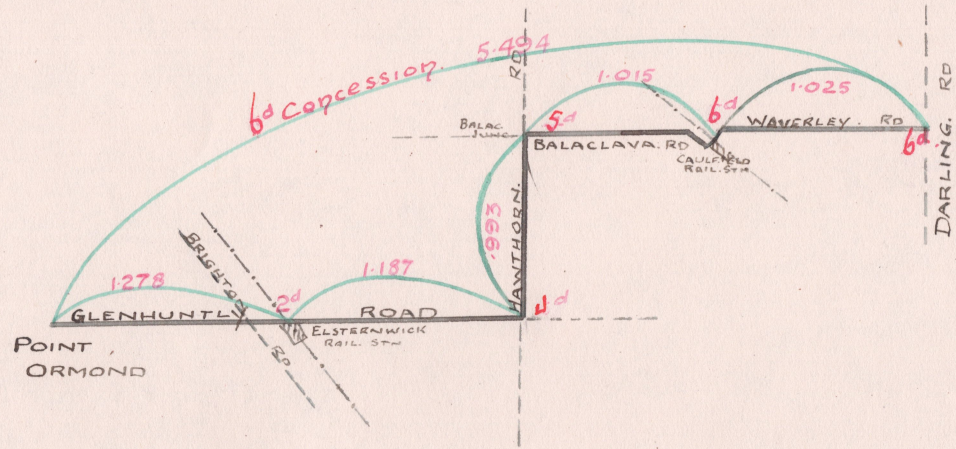 5.494
6d Concession
RD
1.015
1.025
DARLING. RD
BALAC.
JUNC.
5d
6d
WAVERLEY. RD
6d.
BALACLAVA. RD
CAULFIELD
RAIL. STN
HAWTHORN.
.993
BRIGHTON
RD
1.278
2d
1.187
4d
GLENHUNTLY
ROAD
ELSTERNWICK
RAIL. STN
POINT
ORMOND